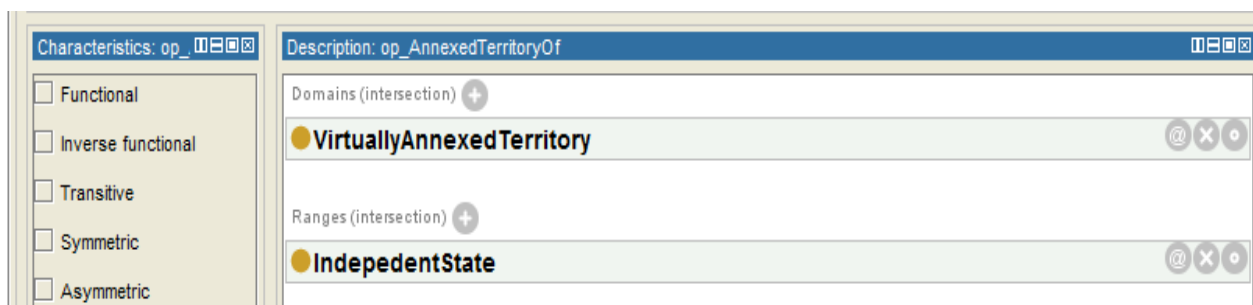 Characteristics: op_.
Functional
Inverse functional
Transitive
Symmetric
Asymmetric
Description: op_AnnexedTerritoryOf
Domains (intersection)
VirtuallyAnnexedTerritory
Ranges (intersection)
IndepedentState